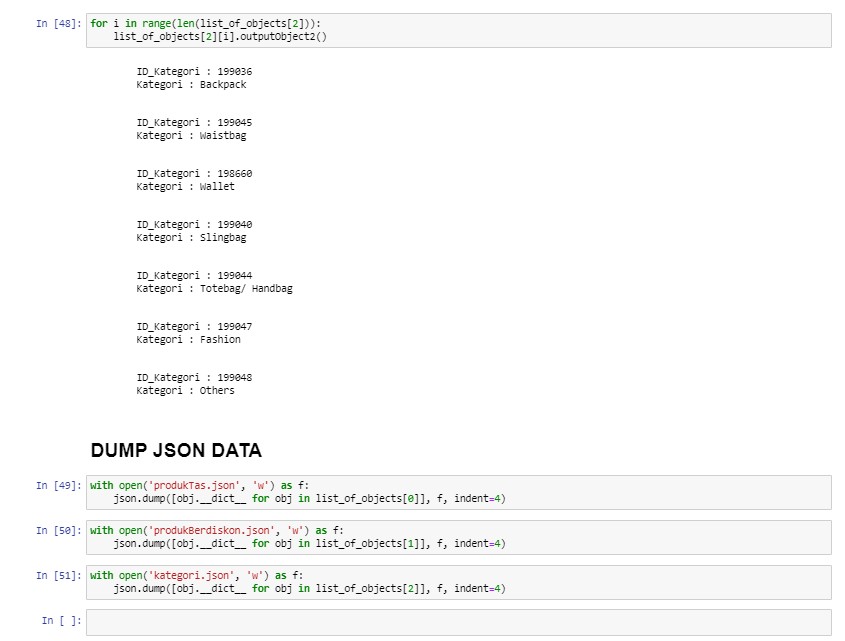 In [48]: for i in range(len(list_of_objects[2])):
    list_of_objects[2][i].outputObject2()
ID_Kategori : 199036
Kategori : Backpack
ID_Kategori : 199045
Kategori : Waistbag
ID_Kategori : 198660
Kategori : Wallet
ID_Kategori : 199040
Kategori : Slingbag
ID_Kategori : 199044
Kategori : Totebag/ Handbag
ID_Kategori : 199047
Kategori : Fashion
ID_Kategori : 199048
Kategori : Others
DUMP JSON DATA
In [49]: with open('produkTas.json', 'w') as f:
    json.dump([obj.__dict__ for obj in list_of_objects[0]], f, indent=4)
In [50]: with open('produkBerdiskon.json', 'w') as f:
    json.dump([obj.__dict__ for obj in list_of_objects[1]], f, indent=4)
In [51]: with open('kategori.json', 'w') as f:
    json.dump([obj.__dict__ for obj in list_of_objects[2]], f, indent=4)
In [ ]: